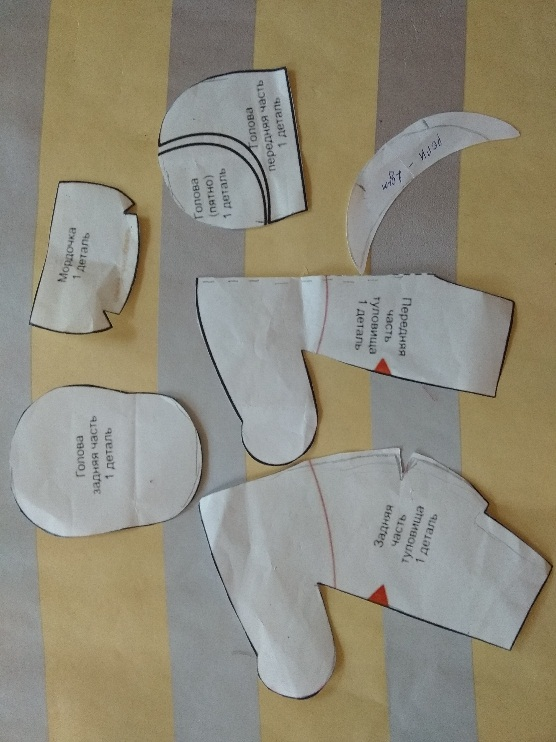 Голова
передняя часть
1 деталь
Голова
(пятно)
1 деталь
рога -
Мордочка
1 деталь
Передняя
часть
туловища
1 деталь
Голова
задняя часть
1 деталь
Задняя
часть
туловища
1 деталь